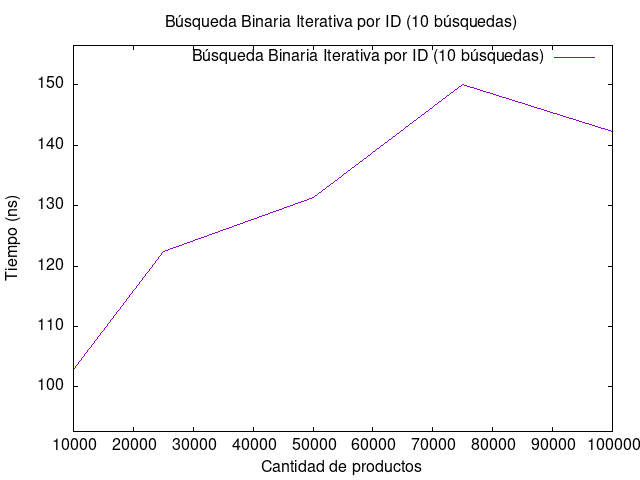 Búsqueda Binaria Iterativa por ID (10 búsquedas)
Búsqueda Binaria Iterativa por ID (10 búsquedas)
150
140
130
120
110
100
Tiempo (ns)
10000 20000 30000 40000 50000 60000 70000 80000 90000 100000
Cantidad de productos